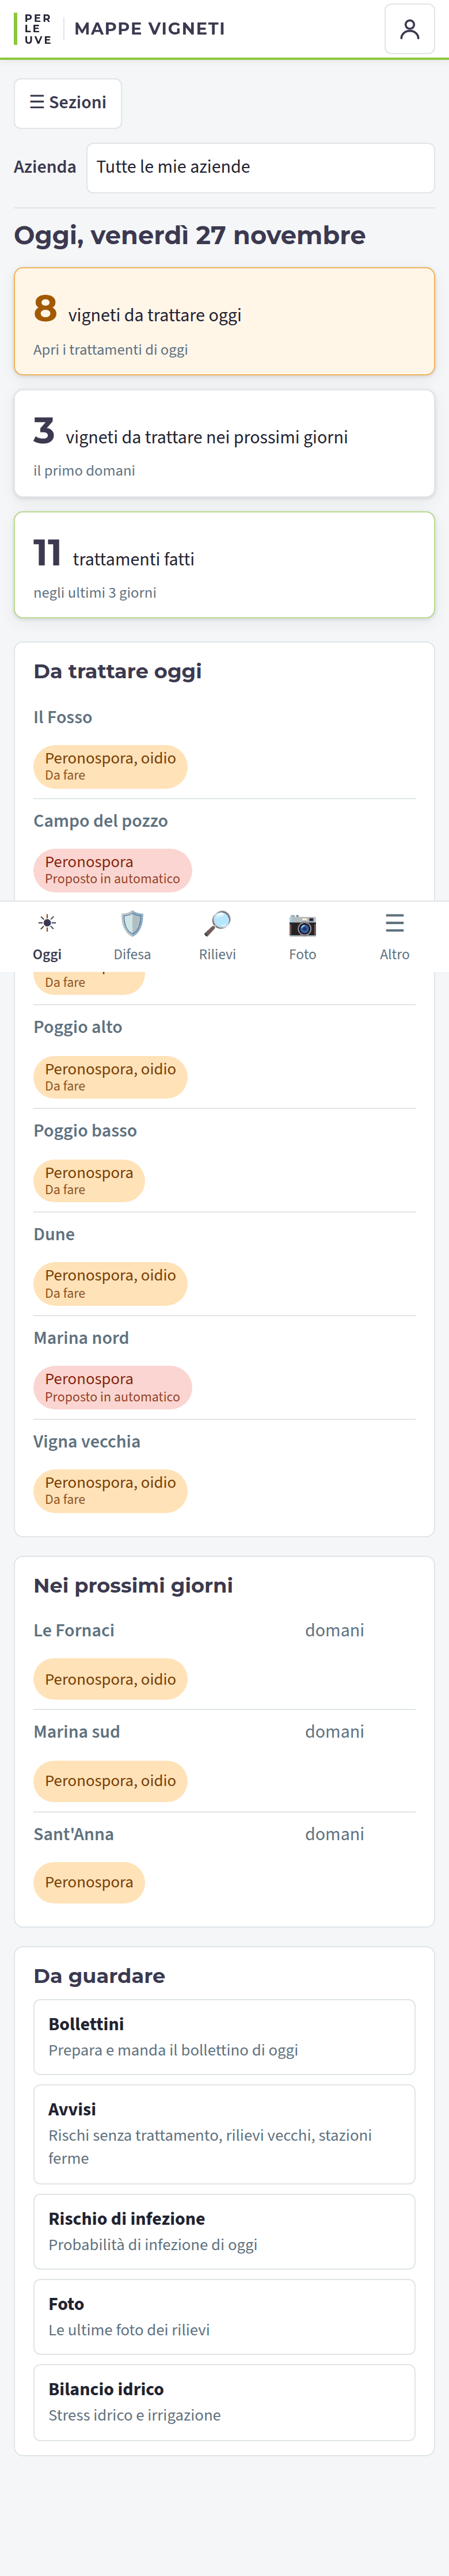 PER
LE
UVE
MAPPE VIGNETI
☰ Sezioni
Azienda
Tutte le mie aziende
Oggi, venerdì 27 novembre
8 vigneti da trattare oggi
Apri i trattamenti di oggi
3 vigneti da trattare nei prossimi giorni
il primo domani
11 trattamenti fatti
negli ultimi 3 giorni
Da trattare oggi
Il Fosso
Peronospora, oidio
Da fare
Campo del pozzo
Peronospora
Proposto in automatico
Oggi
Difesa
Rilievi
Foto
Altro
Da fare
Poggio alto
Peronospora, oidio
Da fare
Poggio basso
Peronospora
Da fare
Dune
Peronospora, oidio
Da fare
Marina nord
Peronospora
Proposto in automatico
Vigna vecchia
Peronospora, oidio
Da fare
Nei prossimi giorni
Le Fornaci domani
Peronospora, oidio
Marina sud domani
Peronospora, oidio
Sant'Anna domani
Peronospora
Da guardare
Bollettini
Prepara e manda il bollettino di oggi
Avvisi
Rischi senza trattamento, rilievi vecchi, stazioni
ferme
Rischio di infezione
Probabilità di infezione di oggi
Foto
Le ultime foto dei rilievi
Bilancio idrico
Stress idrico e irrigazione